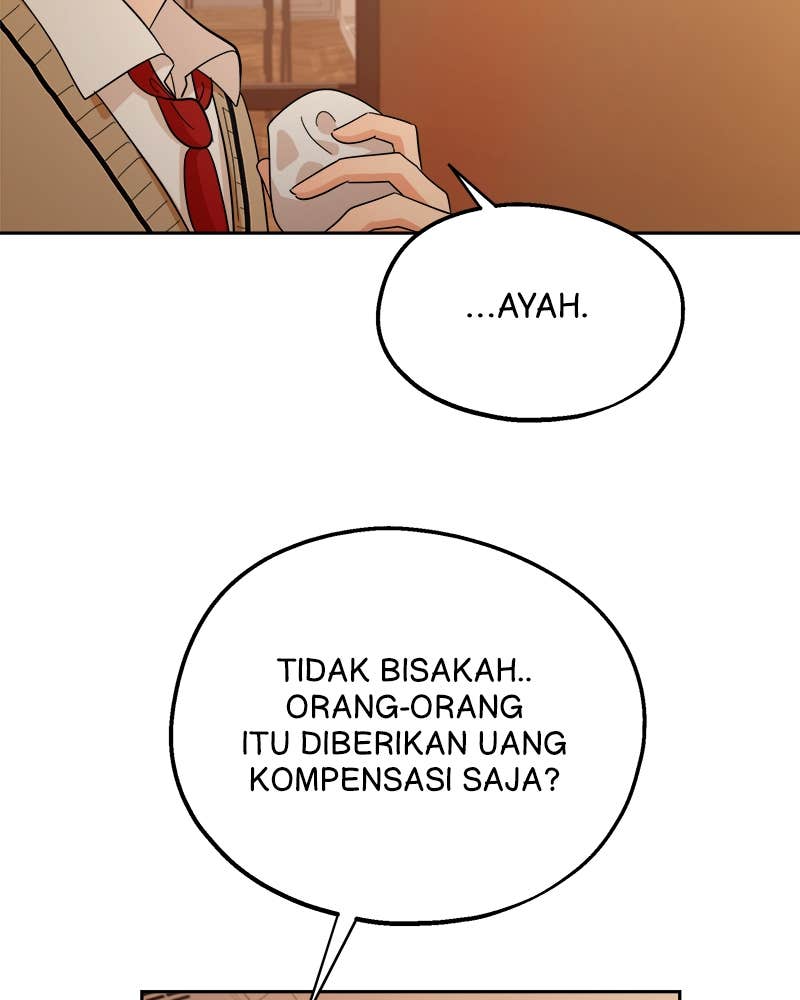 ...AYAH.
TIDAK BISAKAH..
ORANG-ORANG
ITU DIBERIKAN UANG
KOMPENSASI SAJA?